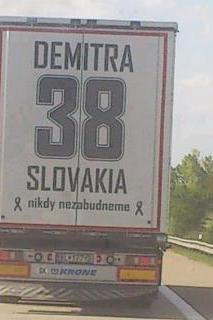 DEMITRA
38
SLOVAKIA
nikdy nezabudneme
KRONE